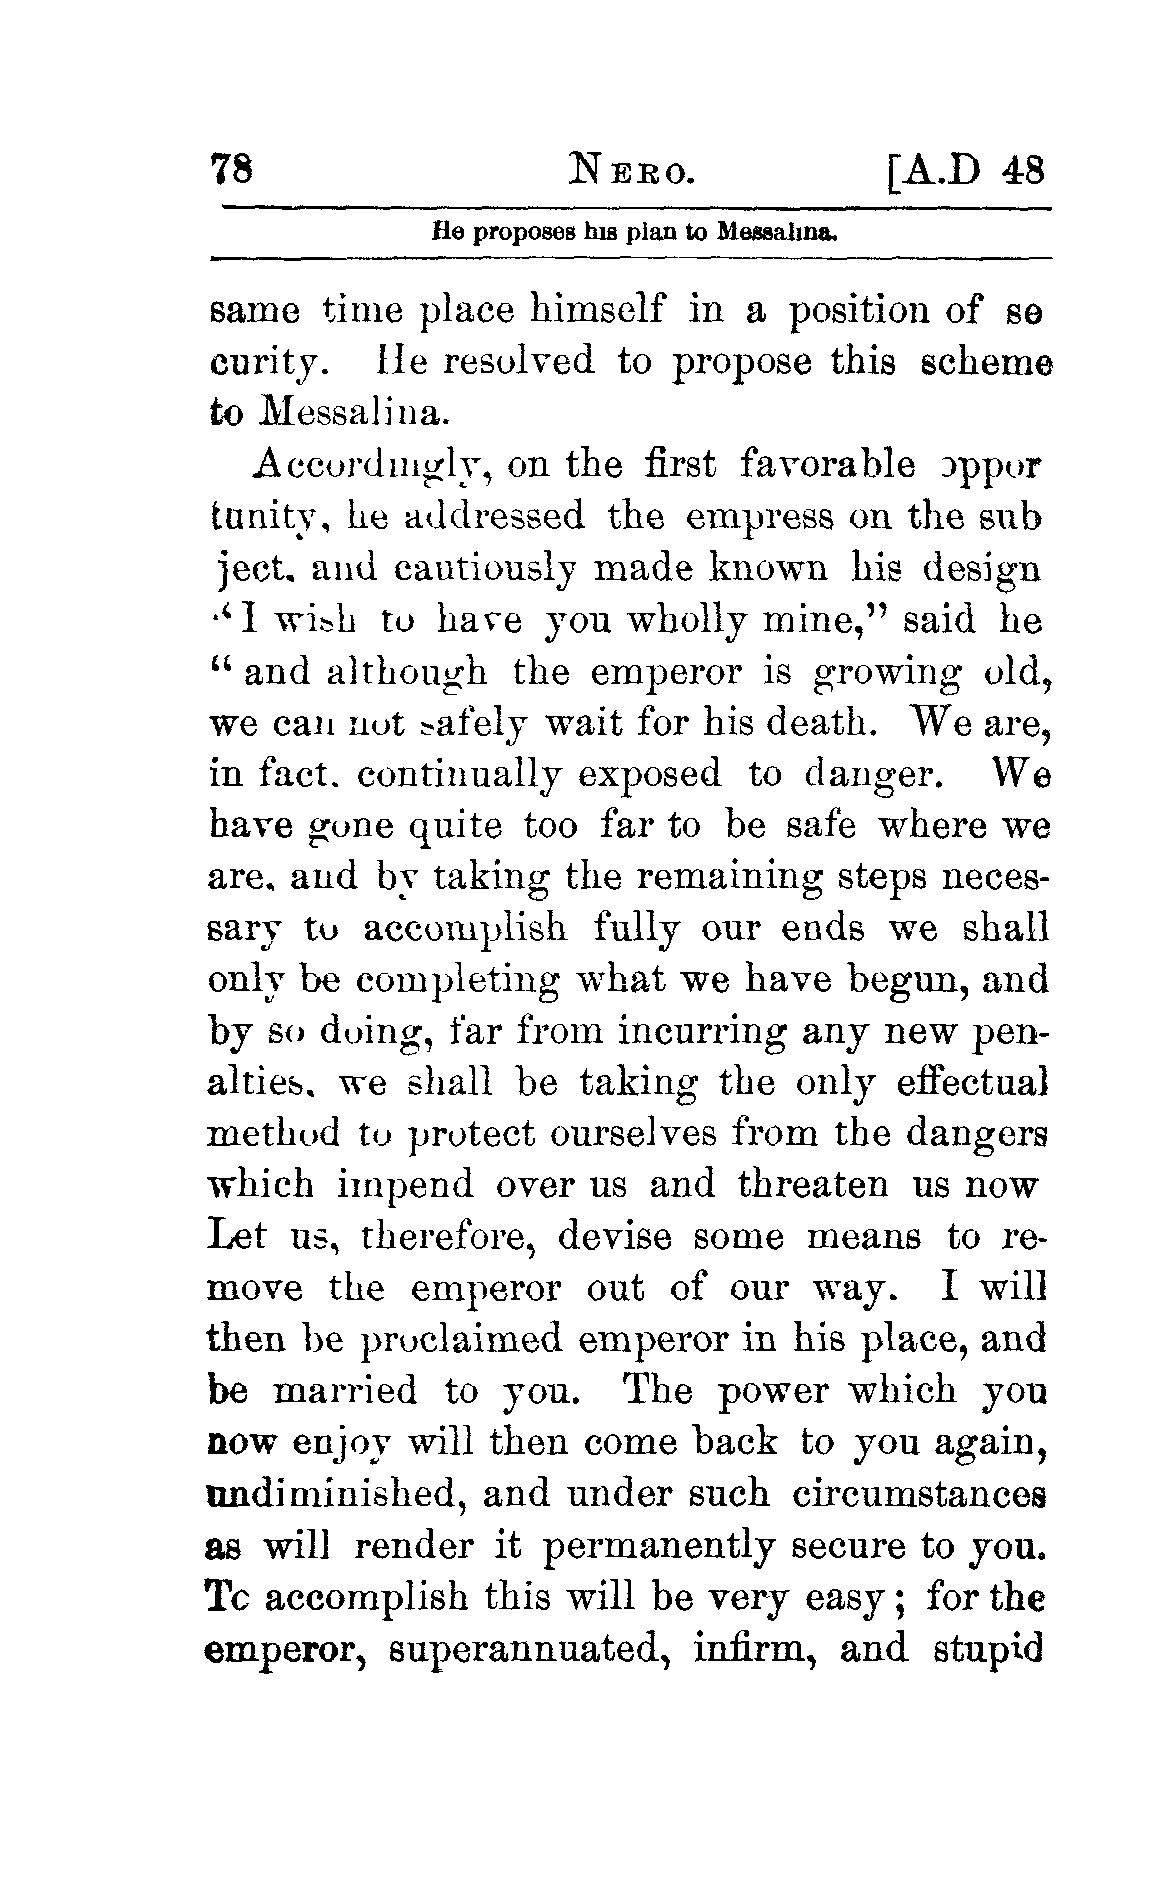 78 NERO. [A.D 48
He proposes his plan to Messalina.
same time place himself in a position of se
curity. He resolved to propose this scheme
to Messalina.
Accordingly, on the first favorable oppor
tunity, he addressed the empress on the sub
ject, and cautiously made known his design
"I wish to have you wholly mine," said he
"and although the emperor is growing old,
we can not safely wait for his death. We are,
in fact, continually exposed to danger. We
have gone quite too far to be safe where we
are, and by taking the remaining steps neces-
sary to accomplish fully our ends we shall
only be completing what we have begun, and
by so doing, far from incurring any new pen-
alties, we shall be taking the only effectual
method to protect ourselves from the dangers
which impend over us and threaten us now
Let us, therefore, devise some means to re-
move the emperor out of our way. I will
then be proclaimed emperor in his place, and
be married to you. The power which you
now enjoy will then come back to you again,
undiminished, and under such circumstances
as will render it permanently secure to you.
To accomplish this will be very easy; for the
emperor, superannuated, infirm, and stupid